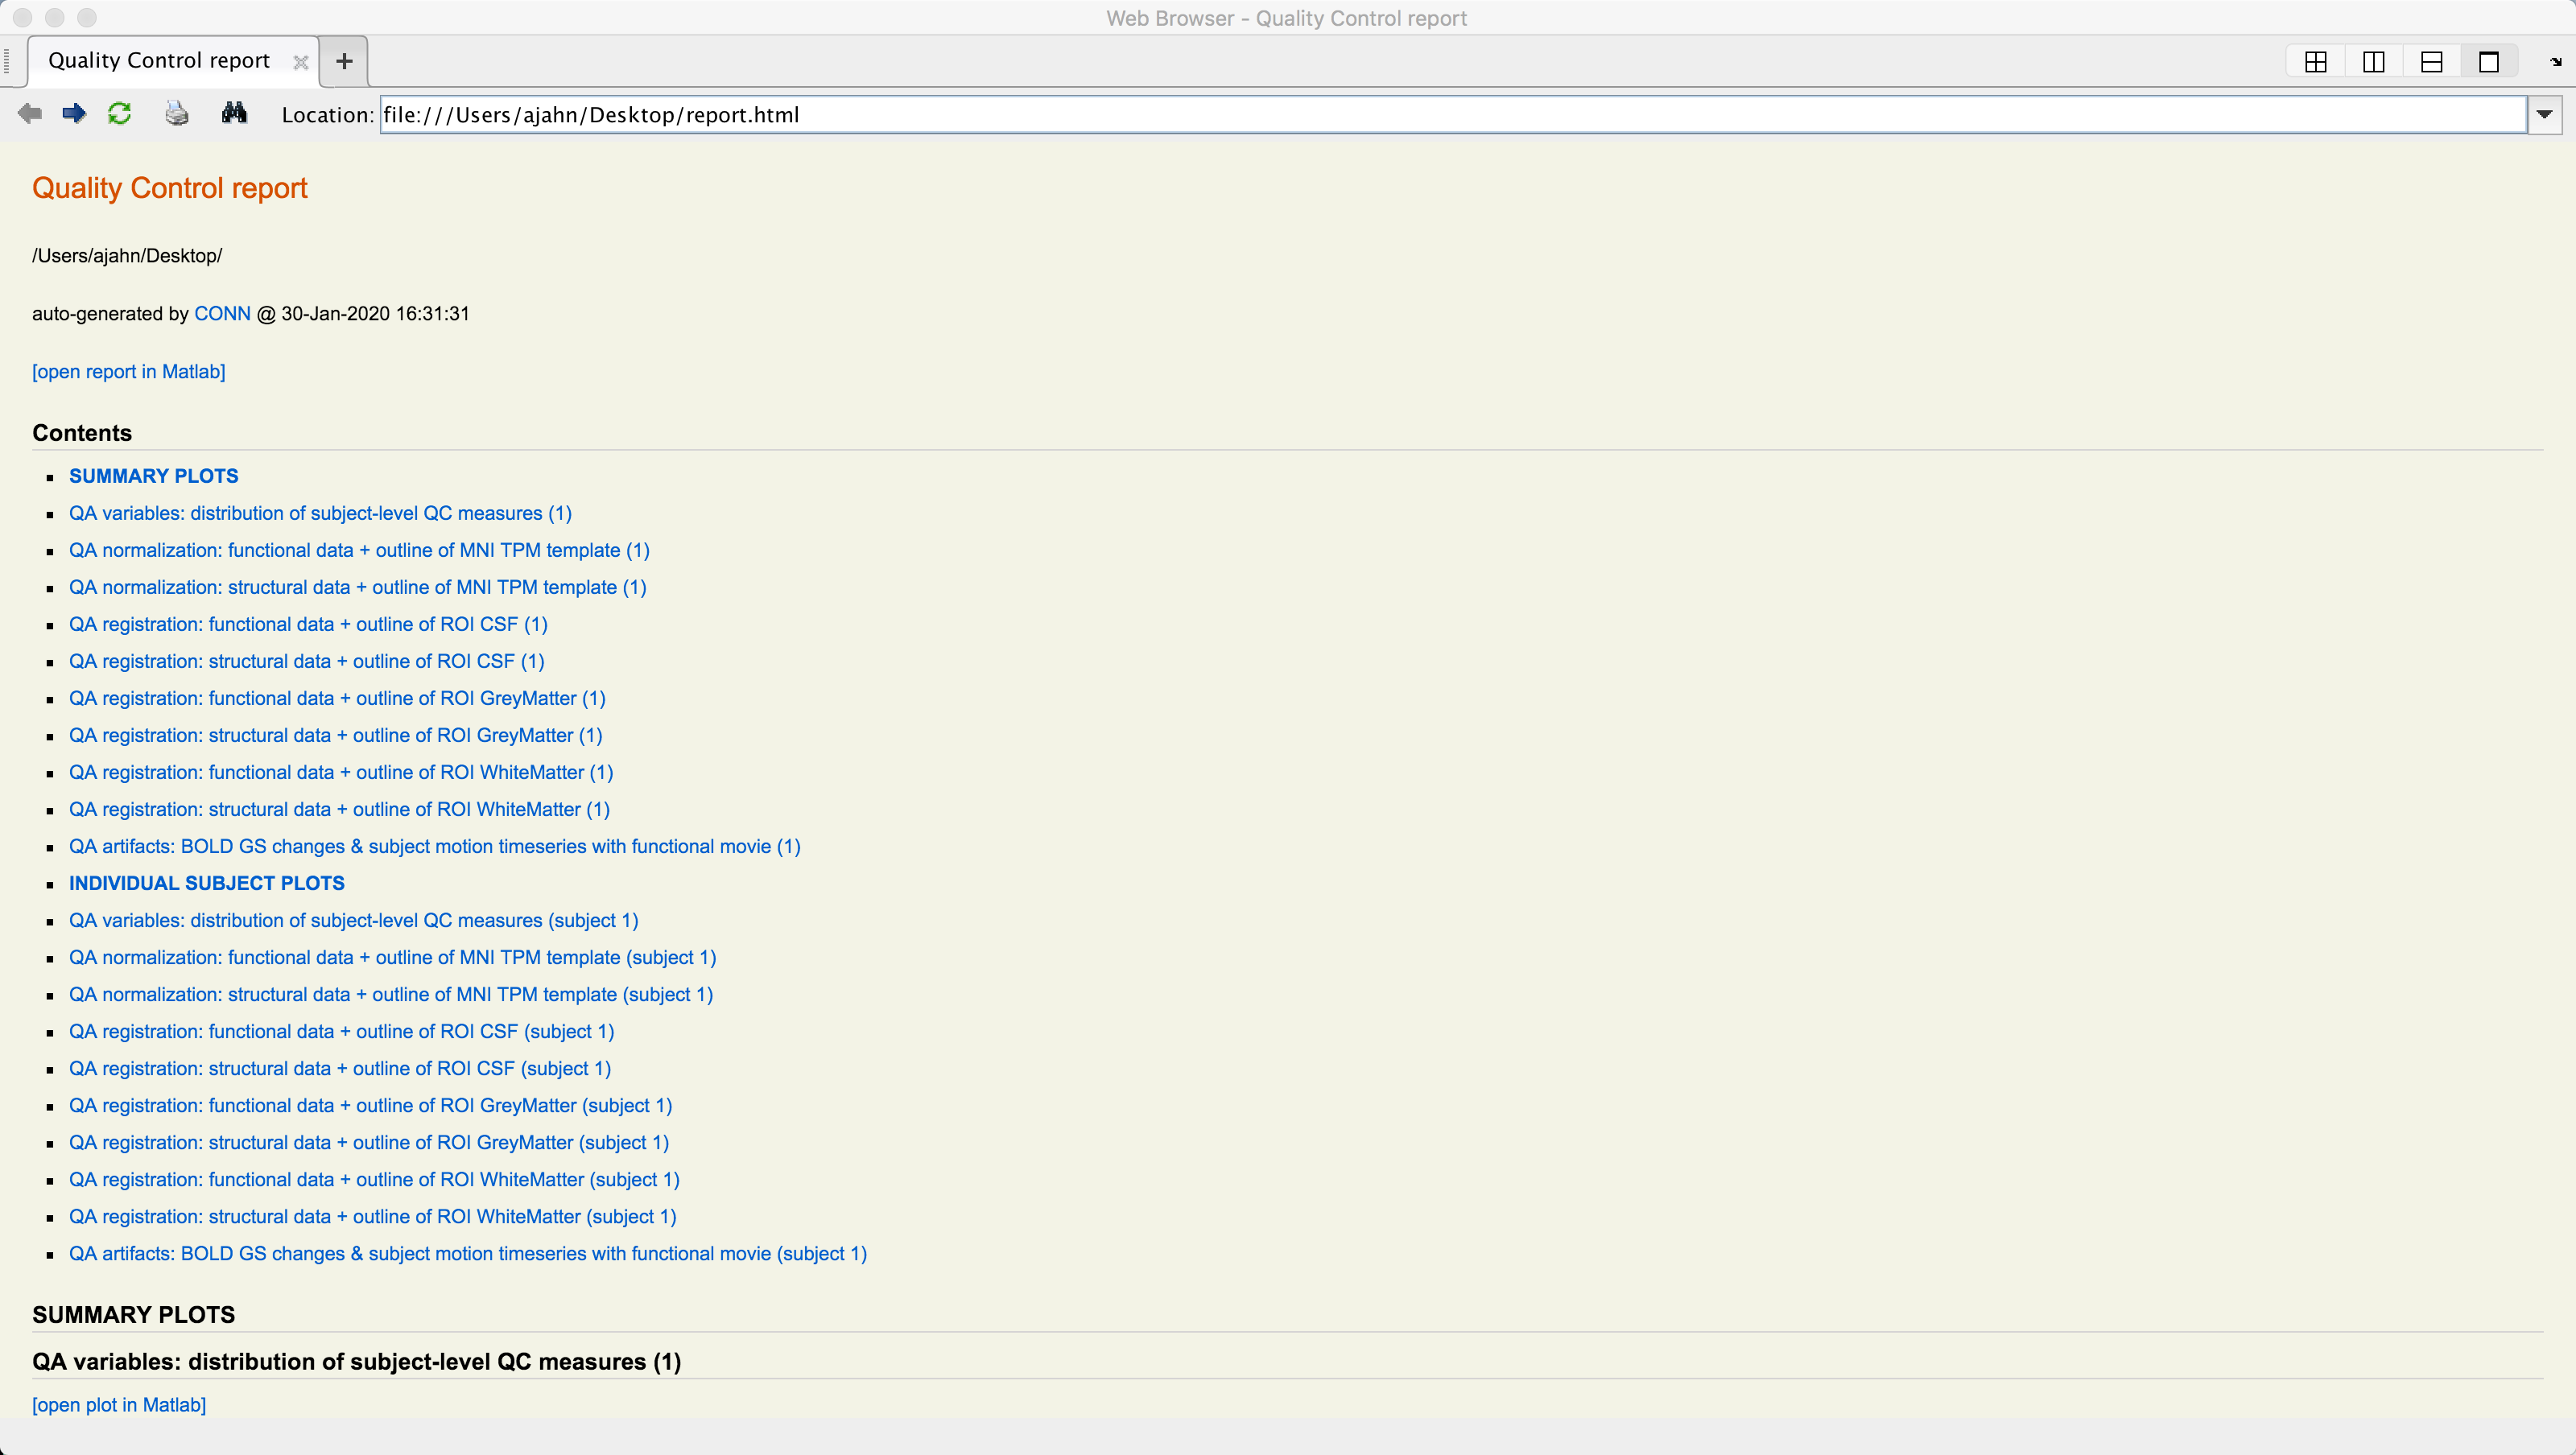 Web Browser - Quality Control report
Quality Control report
Location: file:///Users/ajahn/Desktop/report.html
Quality Control report
/Users/ajahn/Desktop/
auto-generated by CONN @ 30-Jan-2020 16:31:31
[open report in Matlab]
Contents
SUMMARY PLOTS
QA variables: distribution of subject-level QC measures (1)
QA normalization: functional data + outline of MNI TPM template (1)
QA normalization: structural data + outline of MNI TPM template (1)
QA registration: functional data + outline of ROI CSF (1)
QA registration: structural data + outline of ROI CSF (1)
QA registration: functional data + outline of ROI GreyMatter (1)
QA registration: structural data + outline of ROI GreyMatter (1)
QA registration: functional data + outline of ROI WhiteMatter (1)
QA registration: structural data + outline of ROI WhiteMatter (1)
QA artifacts: BOLD GS changes & subject motion timeseries with functional movie (1)
INDIVIDUAL SUBJECT PLOTS
QA variables: distribution of subject-level QC measures (subject 1)
QA normalization: functional data + outline of MNI TPM template (subject 1)
QA normalization: structural data + outline of MNI TPM template (subject 1)
QA registration: functional data + outline of ROI CSF (subject 1)
QA registration: structural data + outline of ROI CSF (subject 1)
QA registration: functional data + outline of ROI GreyMatter (subject 1)
QA registration: structural data + outline of ROI GreyMatter (subject 1)
QA registration: functional data + outline of ROI WhiteMatter (subject 1)
QA registration: structural data + outline of ROI WhiteMatter (subject 1)
QA artifacts: BOLD GS changes & subject motion timeseries with functional movie (subject 1)
SUMMARY PLOTS
QA variables: distribution of subject-level QC measures (1)
[open plot in Matlab]